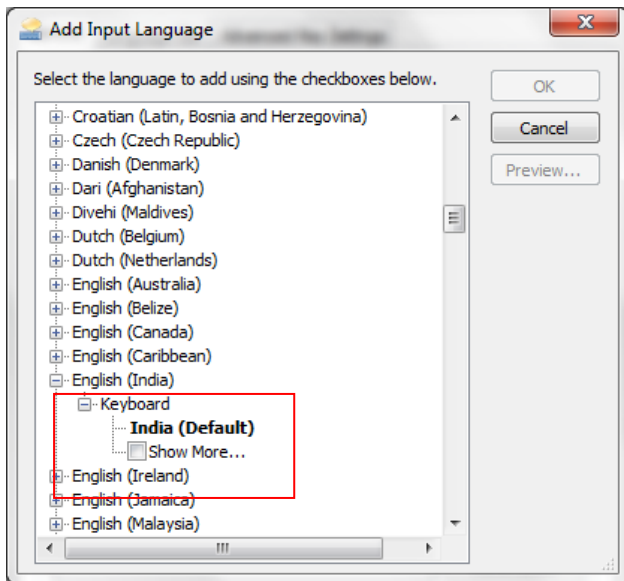 Add Input Language
Select the language to add using the checkboxes below.
OK
Cancel
Preview...
Croatian (Latin, Bosnia and Herzegovina)
Czech (Czech Republic)
Danish (Denmark)
Dari (Afghanistan)
Divehi (Maldives)
Dutch (Belgium)
Dutch (Netherlands)
English (Australia)
English (Belize)
English (Canada)
English (Caribbean)
English (India)
Keyboard
India (Default)
Show More...
English (Ireland)
English (Jamaica)
English (Malaysia)